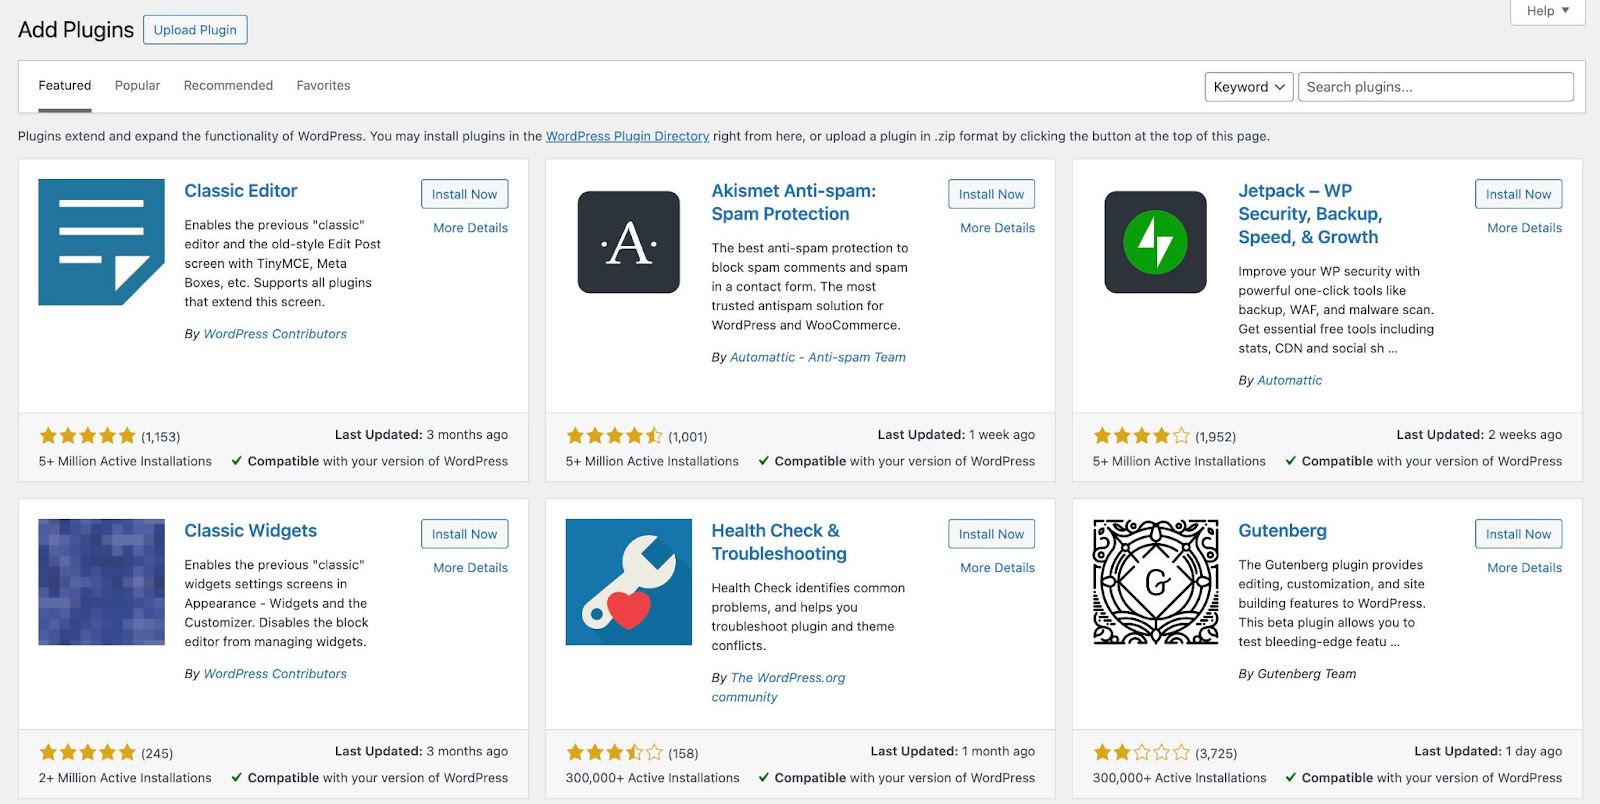 Help ▼
Add Plugins Upload Plugin
Featured Popular Recommended Favorites Keyword Search plugins...
Plugins extend and expand the functionality of WordPress. You may install plugins in the WordPress Plugin Directory right from here, or upload a plugin in .zip format by clicking the button at the top of this page.
Classic Editor
Install Now
More Details
Enables the previous "classic"
editor and the old-style Edit Post
screen with TinyMCE, Meta
Boxes, etc. Supports all plugins
that extend this screen.
By WordPress Contributors
(1,153) Last Updated: 3 months ago
5+ Million Active Installations ✔ Compatible with your version of WordPress
·A·
Akismet Anti-spam:
Spam Protection
Install Now
More Details
The best anti-spam protection to
block spam comments and spam
in a contact form. The most
trusted antispam solution for
WordPress and WooCommerce.
By Automattic - Anti-spam Team
(1,001) Last Updated: 1 week ago
5+ Million Active Installations ✔ Compatible with your version of WordPress
Jetpack – WP
Security, Backup,
Speed, & Growth
Install Now
More Details
Improve your WP security with
powerful one-click tools like
backup, WAF, and malware scan.
Get essential free tools including
stats, CDN and social sh ...
By Automattic
(1,952) Last Updated: 2 weeks ago
5+ Million Active Installations ✔ Compatible with your version of WordPress
Classic Widgets
Install Now
More Details
Enables the previous "classic"
widgets settings screens in
Appearance - Widgets and the
Customizer. Disables the block
editor from managing widgets.
By WordPress Contributors
(245) Last Updated: 3 months ago
2+ Million Active Installations ✔ Compatible with your version of WordPress
Health Check &
Troubleshooting
Install Now
More Details
Health Check identifies common
problems, and helps you
troubleshoot plugin and theme
conflicts.
By The WordPress.org
community
(158) Last Updated: 1 month ago
300,000+ Active Installations ✔ Compatible with your version of WordPress
G
Gutenberg
Install Now
More Details
The Gutenberg plugin provides
editing, customization, and site
building features to WordPress.
This beta plugin allows you to
test bleeding-edge featu ...
By Gutenberg Team
(3,725) Last Updated: 1 day ago
300,000+ Active Installations ✔ Compatible with your version of WordPress